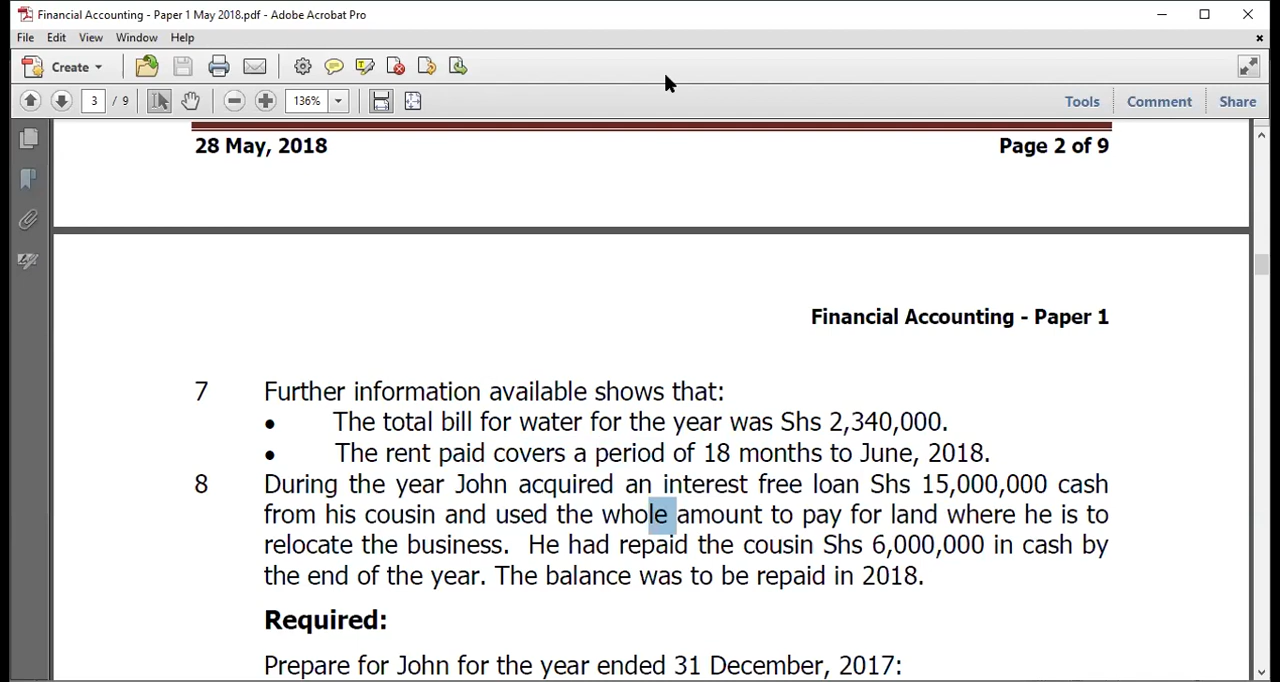 Financial Accounting - Paper 1 May 2018.pdf - Adobe Acrobat Pro
File Edit View Window Help
Create
3 / 9 136% Tools Comment Share
28 May, 2018 Page 2 of 9
Financial Accounting - Paper 1
7 Further information available shows that:
• The total bill for water for the year was Shs 2,340,000.
• The rent paid covers a period of 18 months to June, 2018.
8 During the year John acquired an interest free loan Shs 15,000,000 cash
from his cousin and used the whole amount to pay for land where he is to
relocate the business. He had repaid the cousin Shs 6,000,000 in cash by
the end of the year. The balance was to be repaid in 2018.
Required:
Prepare for John for the year ended 31 December, 2017: